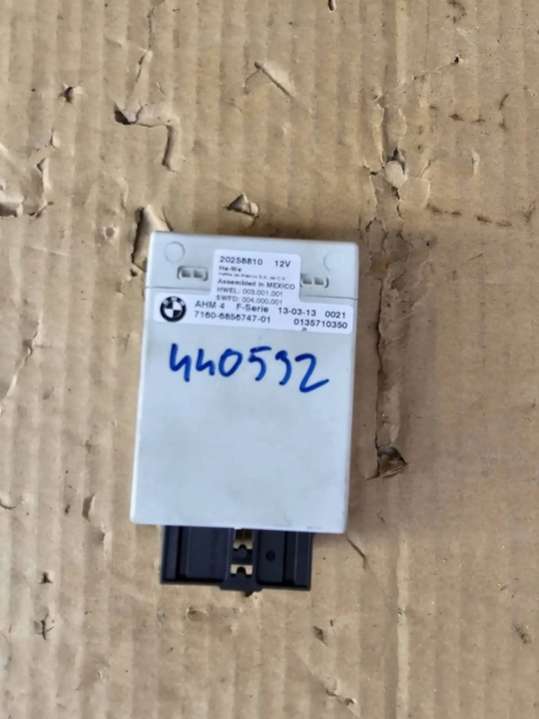 20258810 12V
Assembled in MEXICO
HWEL: 003.001.001
SWFD: 004.000.001
AHM 4 F-Serie 13-03-13 0021
7160-6856747-01 0135710350
440592